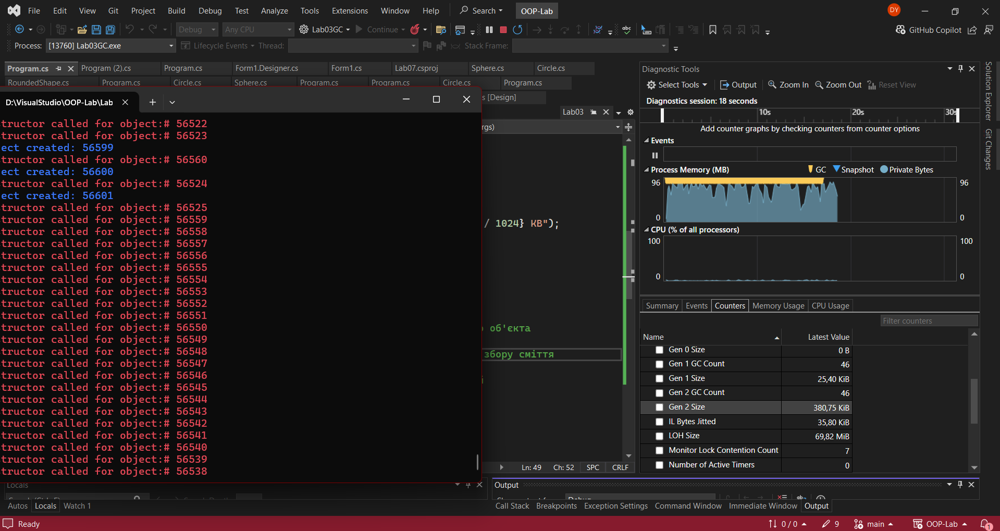 File Edit View Git Project Build Debug Test Analyze Tools Extensions Window Help Search OOP-Lab DY
Debug Any CPU Lab03GC Continue abc GitHub Copilot
Process: [13760] Lab03GC.exe Lifecycle Events Thread: Stack Frame:
Program.cs Program (2).cs Program.cs Form1.Designer.cs Form1.cs Lab07.csproj Sphere.cs Circle.cs
RoundedShape.cs Program.cs Circle.cs Sphere.cs Program.cs Program.cs Circle.cs Program.cs
s [Design]
Lab03
rgs)
D:\VisualStudio\OOP-Lab\Lab
tructor called for object:# 56522
tructor called for object:# 56523
ect created: 56599
tructor called for object:# 56560
ect created: 56600
tructor called for object:# 56524
ect created: 56601
tructor called for object:# 56525
tructor called for object:# 56559
tructor called for object:# 56558
tructor called for object:# 56557
tructor called for object:# 56556
tructor called for object:# 56555
tructor called for object:# 56554
tructor called for object:# 56553
tructor called for object:# 56552
tructor called for object:# 56551
tructor called for object:# 56550
tructor called for object:# 56549
tructor called for object:# 56548
tructor called for object:# 56547
tructor called for object:# 56546
tructor called for object:# 56545
tructor called for object:# 56544
tructor called for object:# 56543
tructor called for object:# 56542
tructor called for object:# 56541
tructor called for object:# 56540
tructor called for object:# 56539
tructor called for object:# 56538
/ 1024} KB");
об'єкта
збору сміття
Ln: 49 Ch: 52 SPC CRLF
Diagnostic Tools
Select Tools Output Zoom In Zoom Out Reset View
Diagnostics session: 18 seconds
10s 20s 30s
Add counter graphs by checking counters from counter options
Events
Process Memory (MB) GC Snapshot Private Bytes
96 96
0 0
CPU (% of all processors)
100 100
0 0
Summary Events Counters Memory Usage CPU Usage
Filter counters
Name Latest Value
Gen 0 Size 0 B
Gen 1 GC Count 46
Gen 1 Size 25,40 KiB
Gen 2 GC Count 46
Gen 2 Size 380,75 KiB
IL Bytes Jitted 35,80 KiB
LOH Size 69,82 MiB
Monitor Lock Contention Count 7
Number of Active Timers 0
Solution Explorer
Git Changes
Locals
Autos Locals Watch 1
Output
Call Stack Breakpoints Exception Settings Command Window Immediate Window Output
Ready 0 / 0 9 main OOP-Lab 1